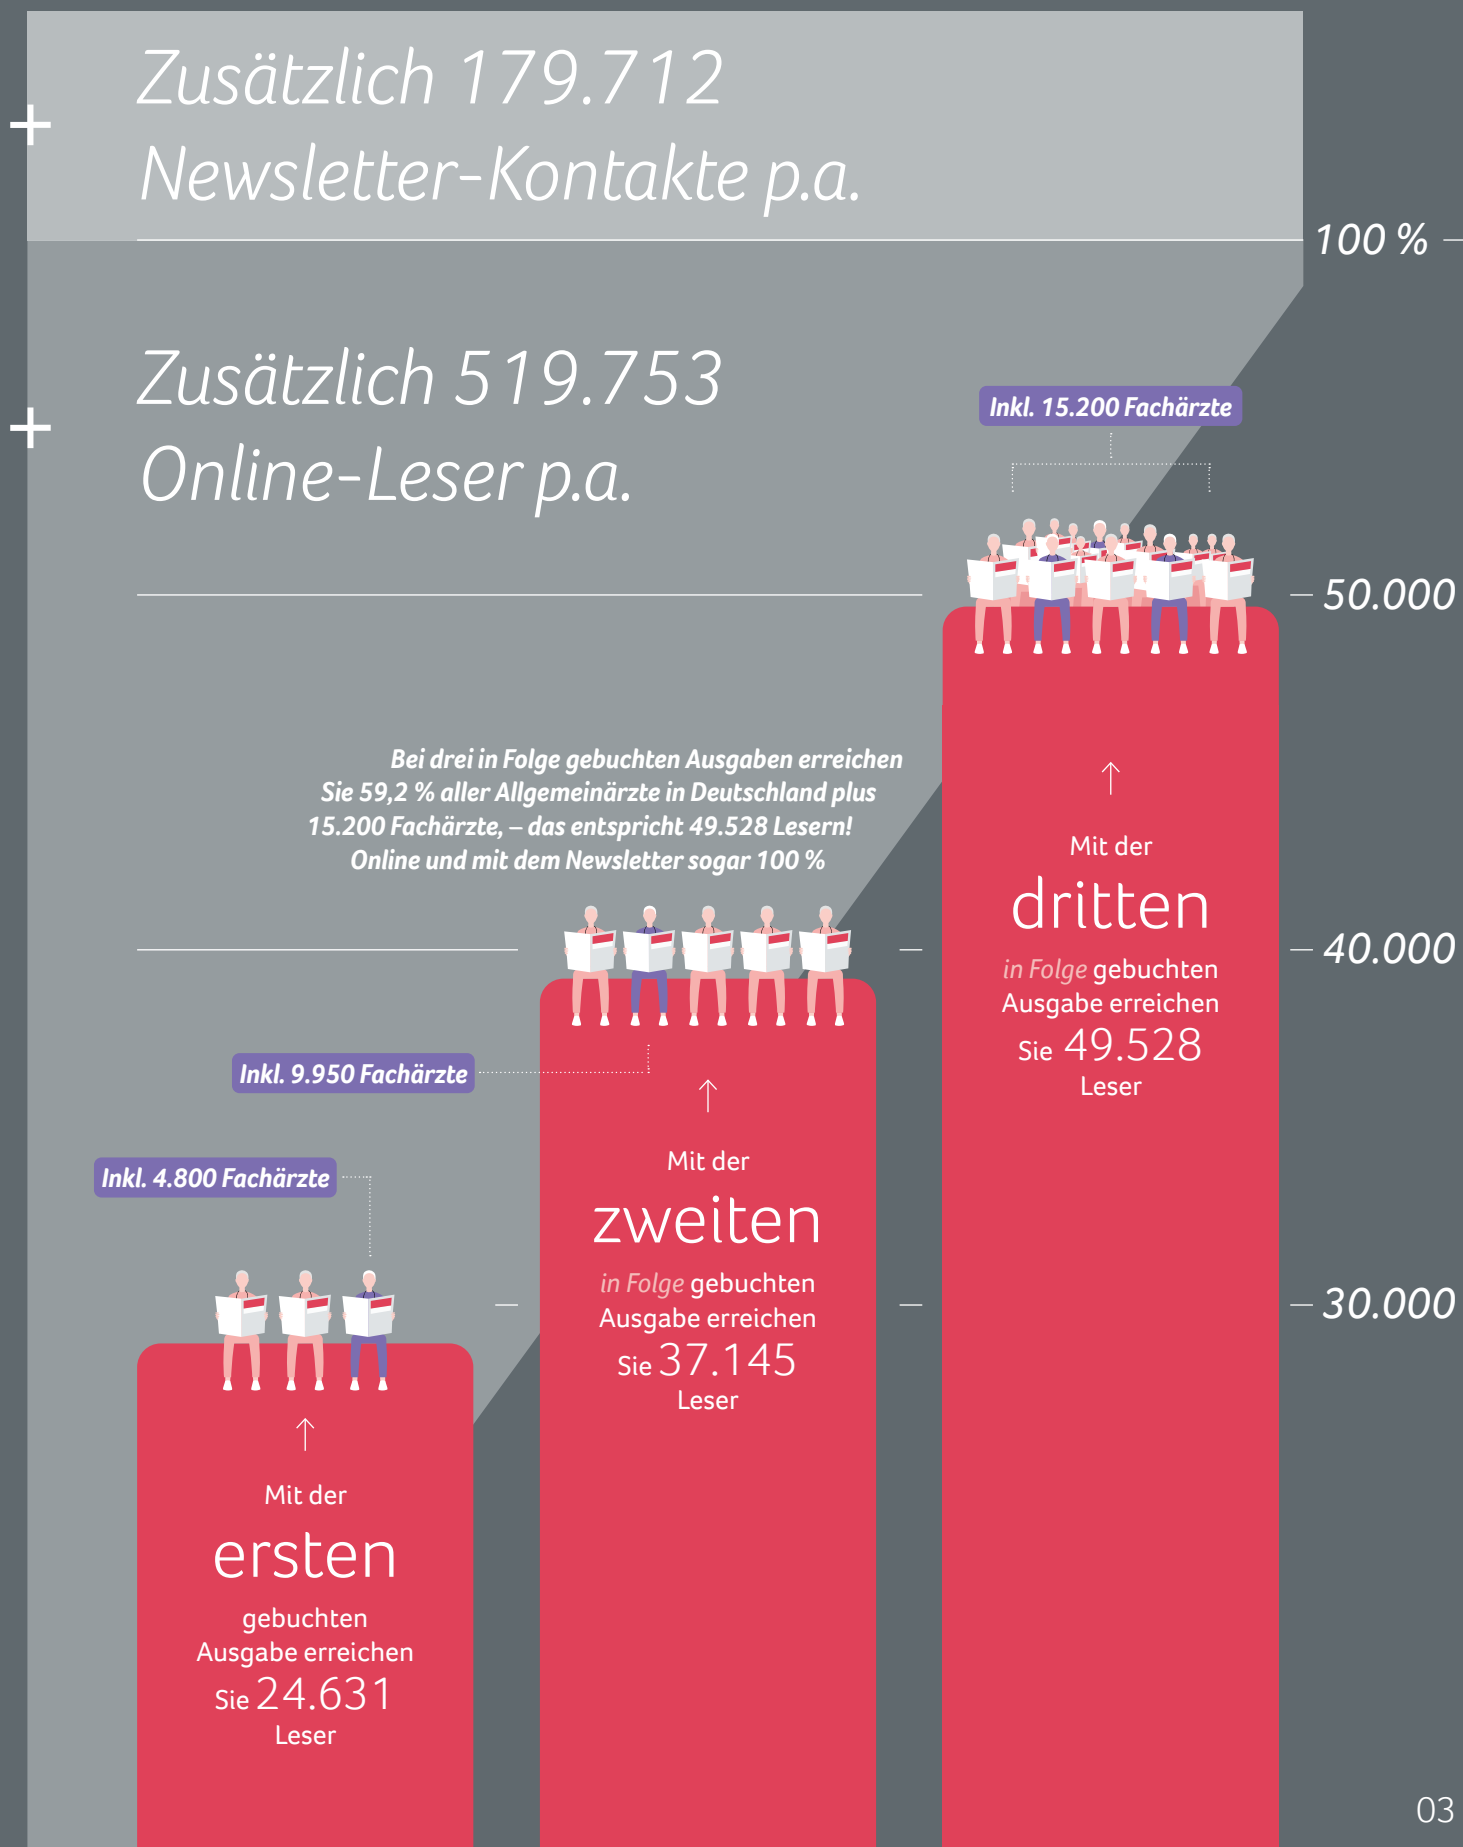 Zusätzlich 179.712
Newsletter-Kontakte p.a.
100 %
Zusätzlich 519.753
Online-Leser p.a.
Inkl. 15.200 Fachärzte
50.000
Bei drei in Folge gebuchten Ausgaben erreichen
Sie 59,2 % aller Allgemeinärzte in Deutschland plus
15.200 Fachärzte, – das entspricht 49.528 Lesern!
Online und mit dem Newsletter sogar 100 %
Mit der
dritten
in Folge gebuchten
Ausgabe erreichen
Sie 49.528
Leser
40.000
Inkl. 9.950 Fachärzte
Mit der
zweiten
in Folge gebuchten
Ausgabe erreichen
Sie 37.145
Leser
30.000
Inkl. 4.800 Fachärzte
Mit der
ersten
gebuchten
Ausgabe erreichen
Sie 24.631
Leser
03